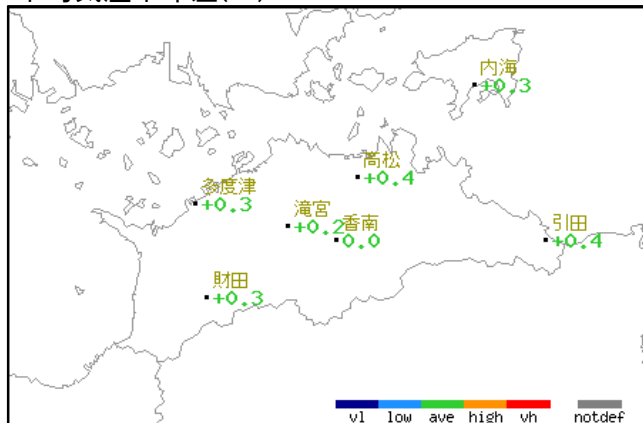 内海
+0.3
高松
+0.4
多度津
+0.3
滝宮
+0.2
香南
0.0
引田
+0.4
財田
+0.3
vl low ave high vh notdef